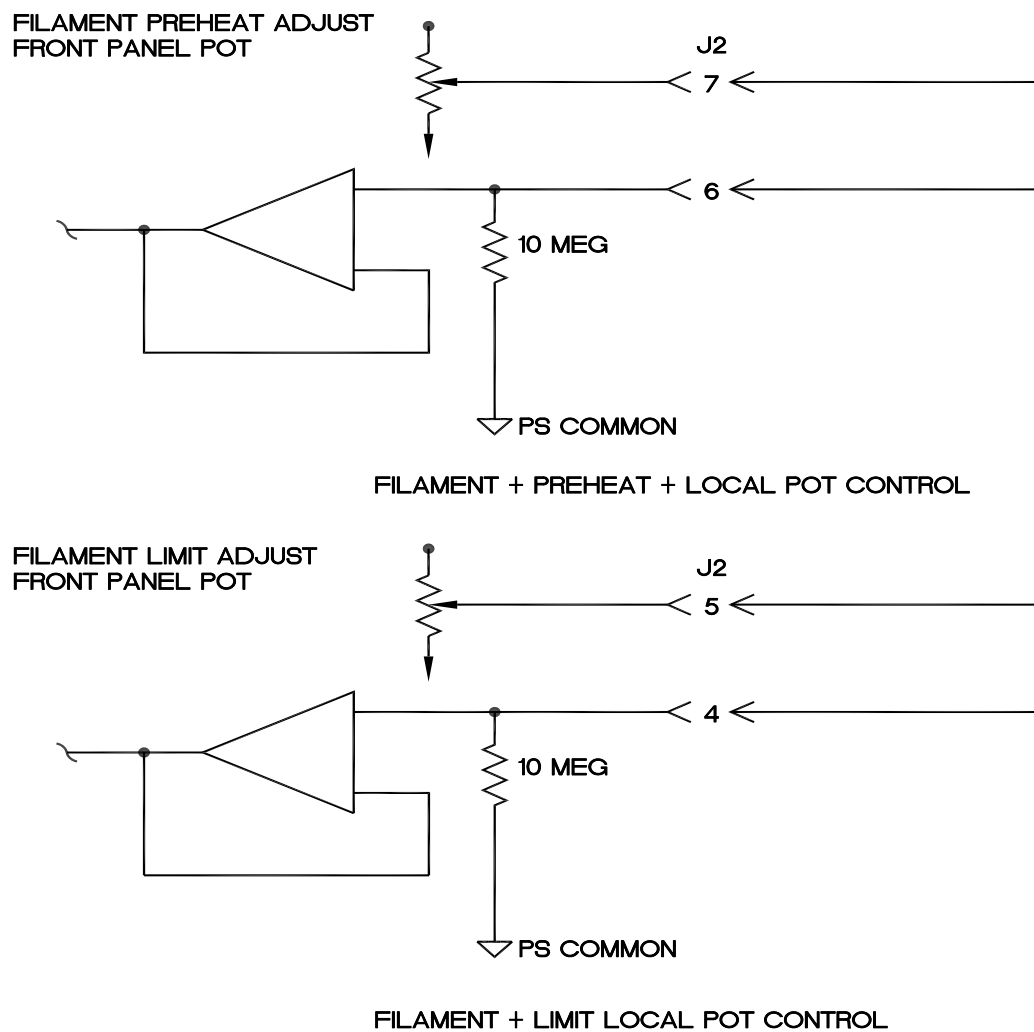 FILAMENT PREHEAT ADJUST
FRONT PANEL POT
J2
7
6
10 MEG
PS COMMON
FILAMENT + PREHEAT + LOCAL POT CONTROL
FILAMENT LIMIT ADJUST
FRONT PANEL POT
J2
5
4
10 MEG
PS COMMON
FILAMENT + LIMIT LOCAL POT CONTROL